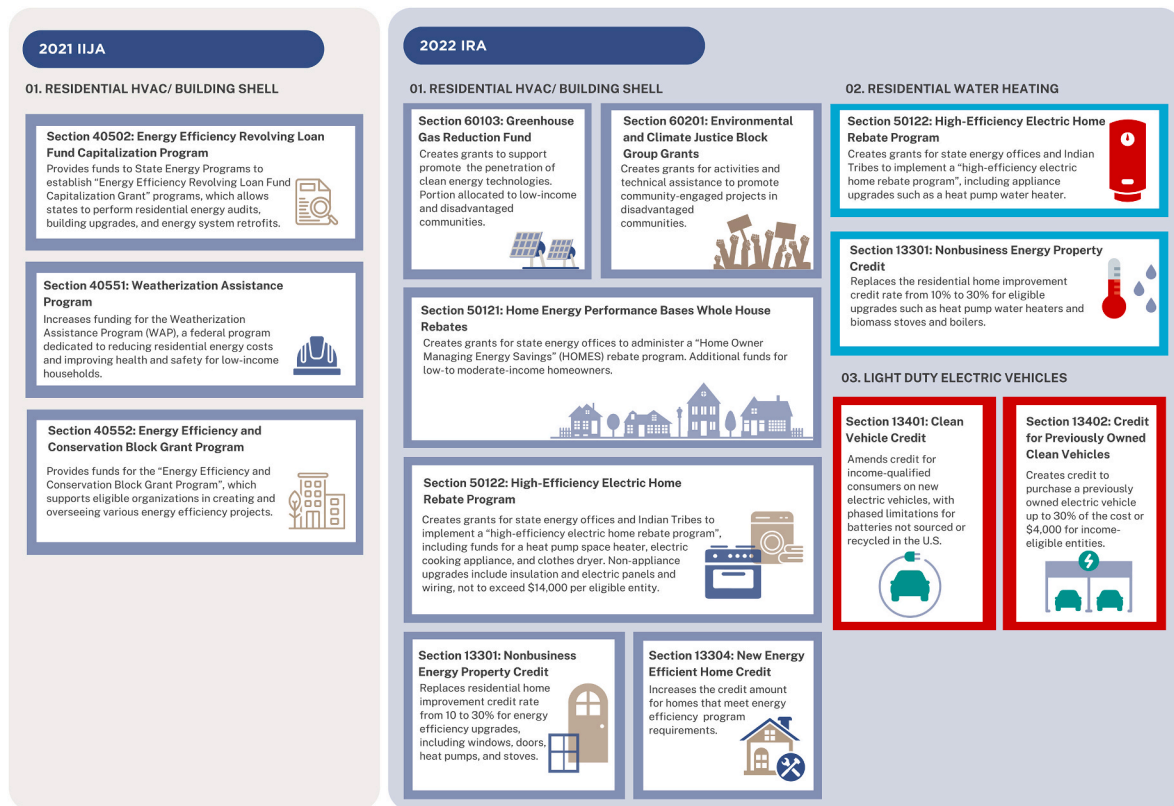 2021 IIJA
01. RESIDENTIAL HVAC/ BUILDING SHELL
Section 40502: Energy Efficiency Revolving Loan
Fund Capitalization Program
Provides funds to State Energy Programs to
establish “Energy Efficiency Revolving Loan Fund
Capitalization Grant” programs, which allows
states to perform residential energy audits,
building upgrades, and energy system retrofits.
Section 40551: Weatherization Assistance
Program
Increases funding for the Weatherization
Assistance Program (WAP), a federal program
dedicated to reducing residential energy costs
and improving health and safety for low-income
households.
Section 40552: Energy Efficiency and
Conservation Block Grant Program
Provides funds for the “Energy Efficiency and
Conservation Block Grant Program”, which
supports eligible organizations in creating and
overseeing various energy efficiency projects.
2022 IRA
01. RESIDENTIAL HVAC/ BUILDING SHELL
Section 60103: Greenhouse
Gas Reduction Fund
Creates grants to support
promote the penetration of
clean energy technologies.
Portion allocated to low-income
and disadvantaged
communities.
Section 60201: Environmental
and Climate Justice Block
Group Grants
Creates grants for activities and
technical assistance to promote
community-engaged projects in
disadvantaged
communities.
Section 50121: Home Energy Performance Bases Whole House
Rebates
Creates grants for state energy offices to administer a “Home Owner
Managing Energy Savings” (HOMES) rebate program. Additional funds for
low-to moderate-income homeowners.
Section 50122: High-Efficiency Electric Home
Rebate Program
Creates grants for state energy offices and Indian Tribes to
implement a “high-efficiency electric home rebate program”,
including funds for a heat pump space heater, electric
cooking appliance, and clothes dryer. Non-appliance
upgrades include insulation and electric panels and
wiring, not to exceed $14,000 per eligible entity.
Section 13301: Nonbusiness
Energy Property Credit
Replaces residential home
improvement credit rate
from 10 to 30% for energy
efficiency upgrades,
including windows, doors,
heat pumps, and stoves.
Section 13304: New Energy
Efficient Home Credit
Increases the credit amount
for homes that meet energy
efficiency program
requirements.
02. RESIDENTIAL WATER HEATING
Section 50122: High-Efficiency Electric Home
Rebate Program
Creates grants for state energy offices and Indian
Tribes to implement a “high-efficiency electric
home rebate program”, including appliance
upgrades such as a heat pump water heater.
Section 13301: Nonbusiness Energy Property
Credit
Replaces the residential home improvement
credit rate from 10% to 30% for eligible
upgrades such as heat pump water heaters and
biomass stoves and boilers.
03. LIGHT DUTY ELECTRIC VEHICLES
Section 13401: Clean
Vehicle Credit
Amends credit for
income-qualified
consumers on new
electric vehicles, with
phased limitations for
batteries not sourced or
recycled in the U.S.
Section 13402: Credit
for Previously Owned
Clean Vehicles
Creates credit to
purchase a previously
owned electric vehicle
up to 30% of the cost or
$4,000 for income-
eligible entities.